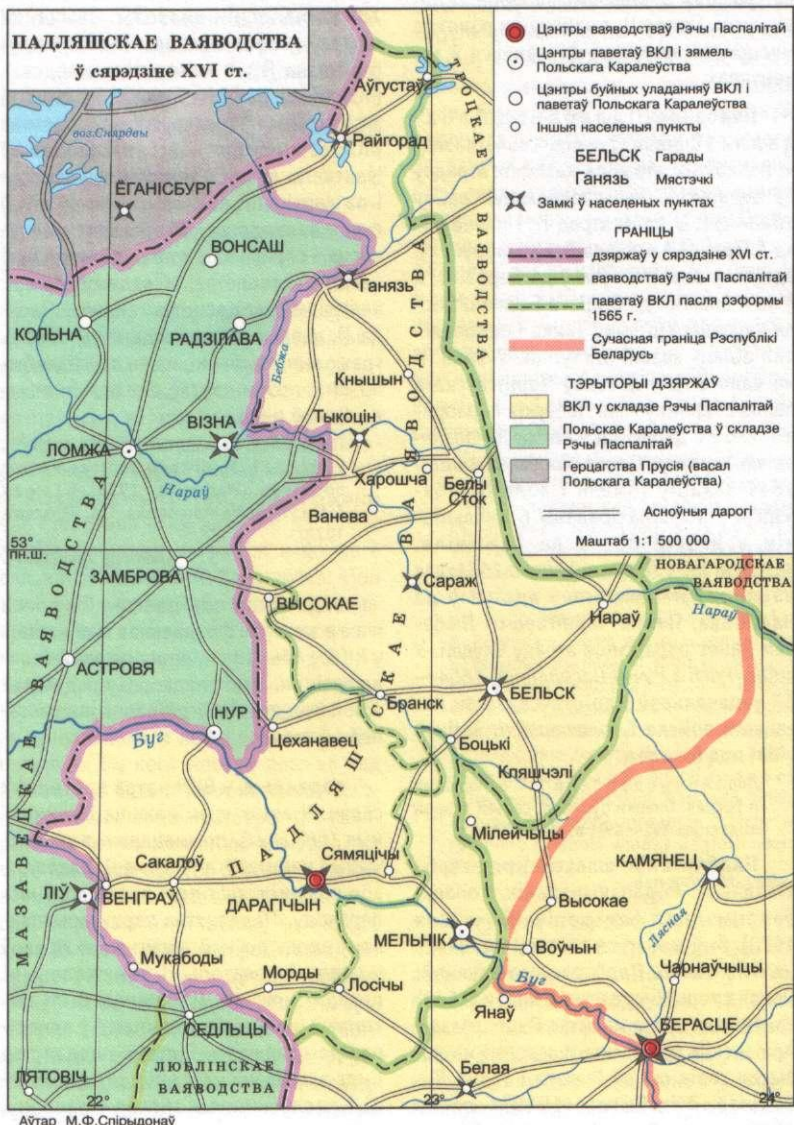 ПАДЛЯШСКАЕ ВАЯВОДСТВА
ў сярэдзіне XVI ст.
Цэнтры ваяводстваў Рэчы Паспалітай
Цэнтры паветаў ВКЛ і зямель
Польскага Каралеўства
Цэнтры буйных уладанняў ВКЛ і
паветаў Польскага Каралеўства
Іншыя населеныя пункты
БЕЛЬСК Гарады
Ганязь Мястэчкі
Замкі ў населеных пунктах
ГРАНІЦЫ
дзяржаў у сярэдзіне XVI ст.
ваяводстваў Рэчы Паспалітай
паветаў ВКЛ пасля рэформы
1565 г.
Сучасная граніца Рэспублікі
Беларусь
ТЭРЫТОРЫІ ДЗЯРЖАЎ
ВКЛ у складзе Рэчы Паспалітай
Польскае Каралеўства ў складзе
Рэчы Паспалітай
Герцагства Прусія (васал
Польскага Каралеўства)
Асноўныя дарогі
Маштаб 1:1 500 000
Аўгустаў
ТРОЦКАЕ ВАЯВОДСТВА
воз.Снярдвы
Райгорад
ЁГАНІСБУРГ
ВОНСАШ
Ганязь
КОЛЬНА
РАДЗІЛАВА
Бебжа
Кнышын
ВІЗНА
Тыкоцін
ЛОМЖА
Нараў
Харошча
Белы
Сток
Ванева
53°
пн.ш.
НОВАГАРОДСКАЕ
ВАЯВОДСТВА
ЗАМБРОВА
ВЫСОКАЕ
Сараж
Нараў
Нараў
АСТРОВЯ
МАЗАВЕЦКАЕ ВАЯВОДСТВА
ПАДЛЯШСКАЕ ВАЯВОДСТВА
НУР
Бранск
БЕЛЬСК
Буг
Цеханавец
Боцькі
Кляшчэлі
Мілейчыцы
Сакалоў
Сямяцічы
КАМЯНЕЦ
ЛІЎ
ВЕНГРАЎ
ДАРАГІЧЫН
Высокае
Лясная
МЕЛЬНІК
Воўчын
Мукабоды
Морды
Лосічы
Буг
Чарнаўчыцы
Янаў
СЕДЛЬЦЫ
БЕРАСЦЕ
ЛЮБЛІНСКАЕ
ВАЯВОДСТВА
ЛЯТОВІЧ
Белая
22°
23°
24°
Аўтар М.Ф.Спірыдонаў